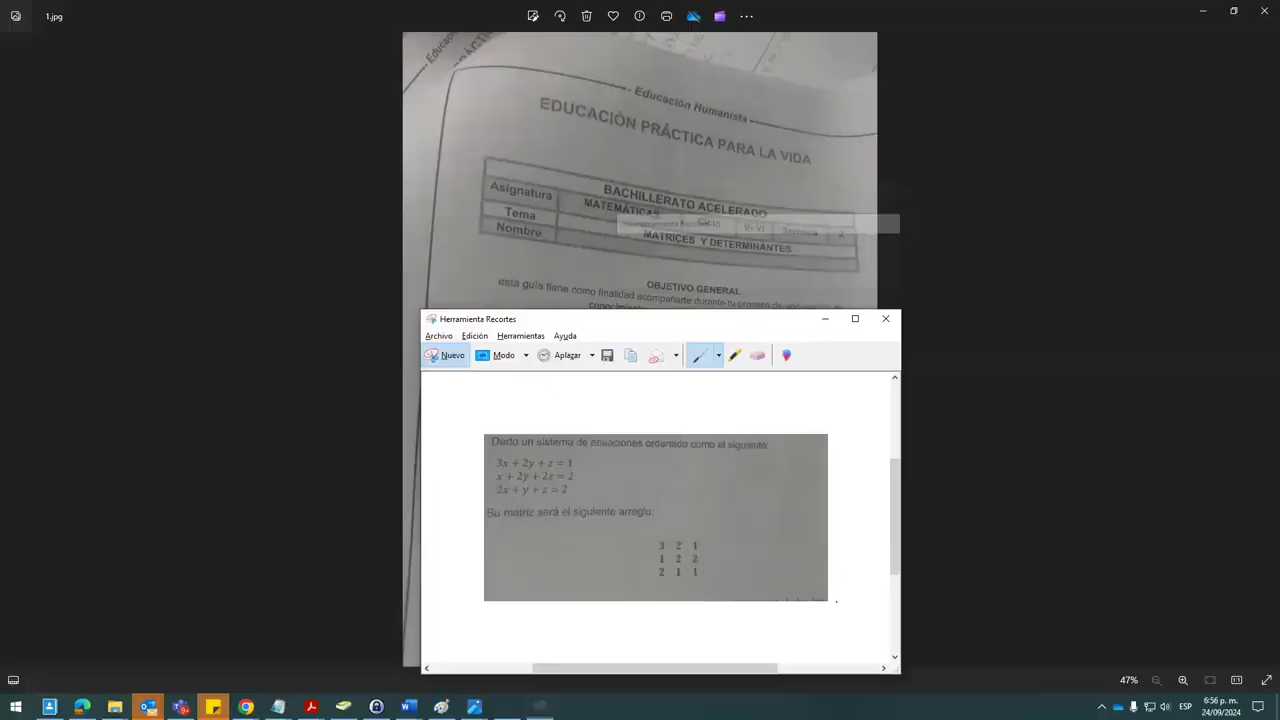 1.jpg
Educación Humanista
EDUCACIÓN PRÁCTICA PARA LA VIDA
BACHILLERATO ACELERADO
Asignatura MATEMÁTICAS Ciclo V- VI Semana 2
Tema MATRICES Y DETERMINANTES
Nombre
OBJETIVO GENERAL
esta guía tiene como finalidad acompañarte durante tu proceso de
Herramienta Recortes
Archivo Edición Herramientas Ayuda
Nuevo Modo Aplazar
Dado un sistema de ecuaciones ordenado como el siguiente:
3x + 2y + z = 1
x + 2y + 2z = 2
2x + y + z = 2
Su matriz será el siguiente arreglo:
3 2 1
1 2 2
2 1 1
47%
ESP
6:56 p. m.
24/09/2024